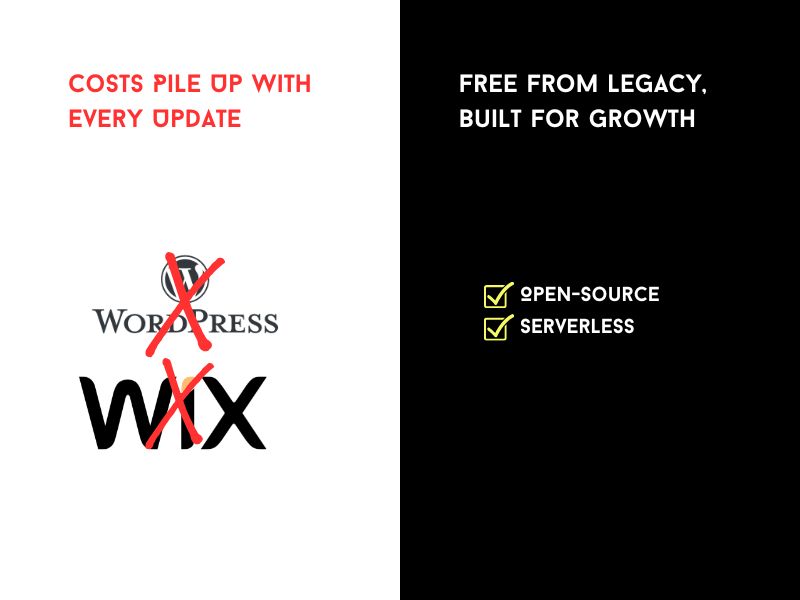 COSTS PILE UP WITH
EVERY UPDATE
WORDPRESS
WIX
FREE FROM LEGACY,
BUILT FOR GROWTH
OPEN-SOURCE
SERVERLESS